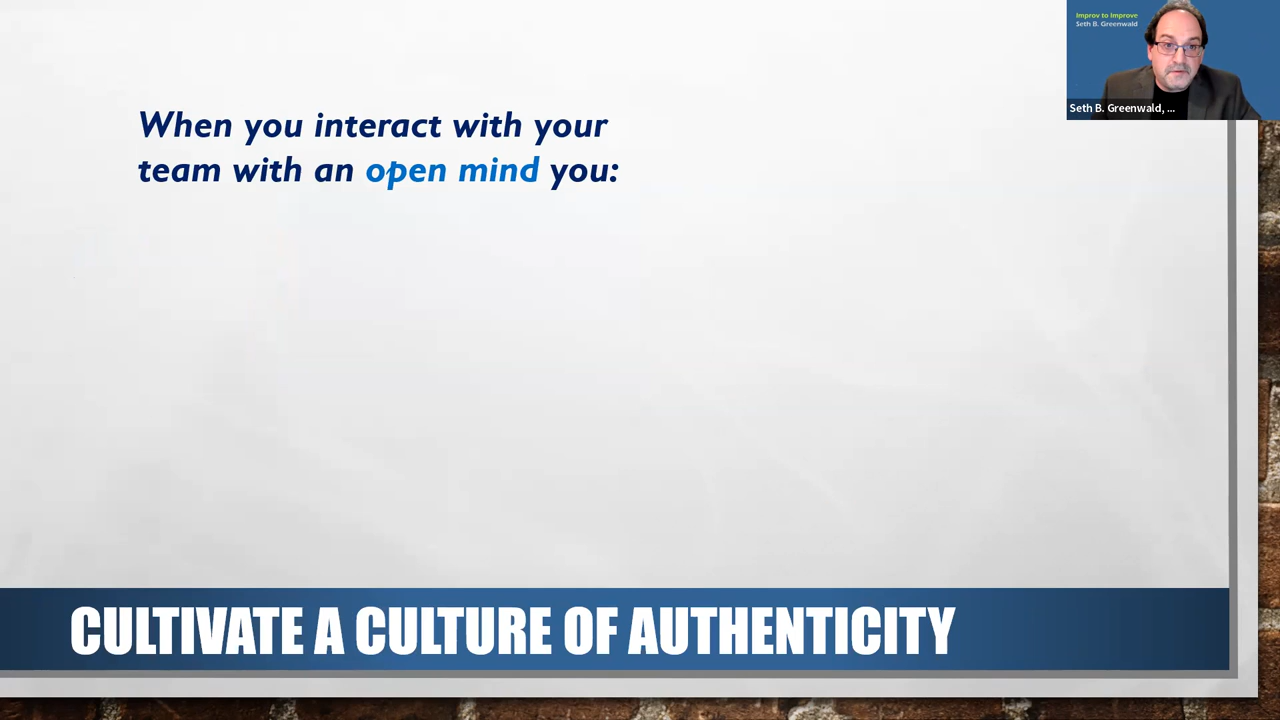 Improv to Improve
Seth B. Greenwald
Seth B. Greenwald, ...
When you interact with your
team with an open mind you:
CULTIVATE A CULTURE OF AUTHENTICITY